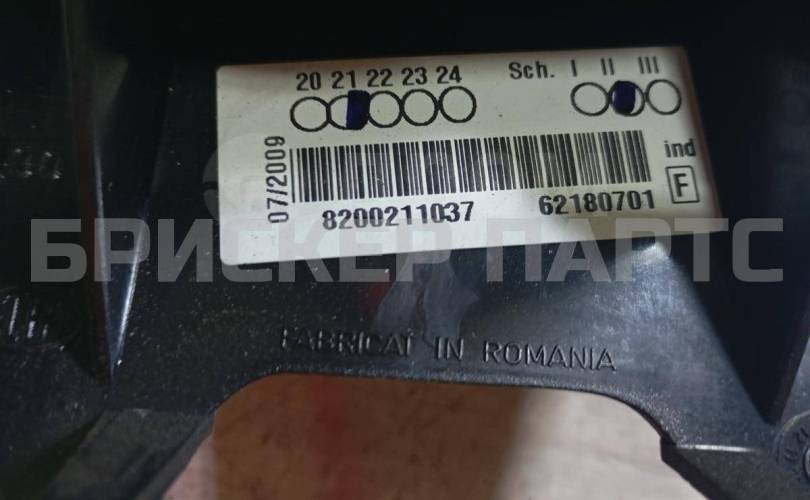 20 21 22 23 24 Sch. I II III
07/2009
ind
F
8200211037 62180701
БРИСКЕР ПАРТС
FABRICAT IN ROMANIA